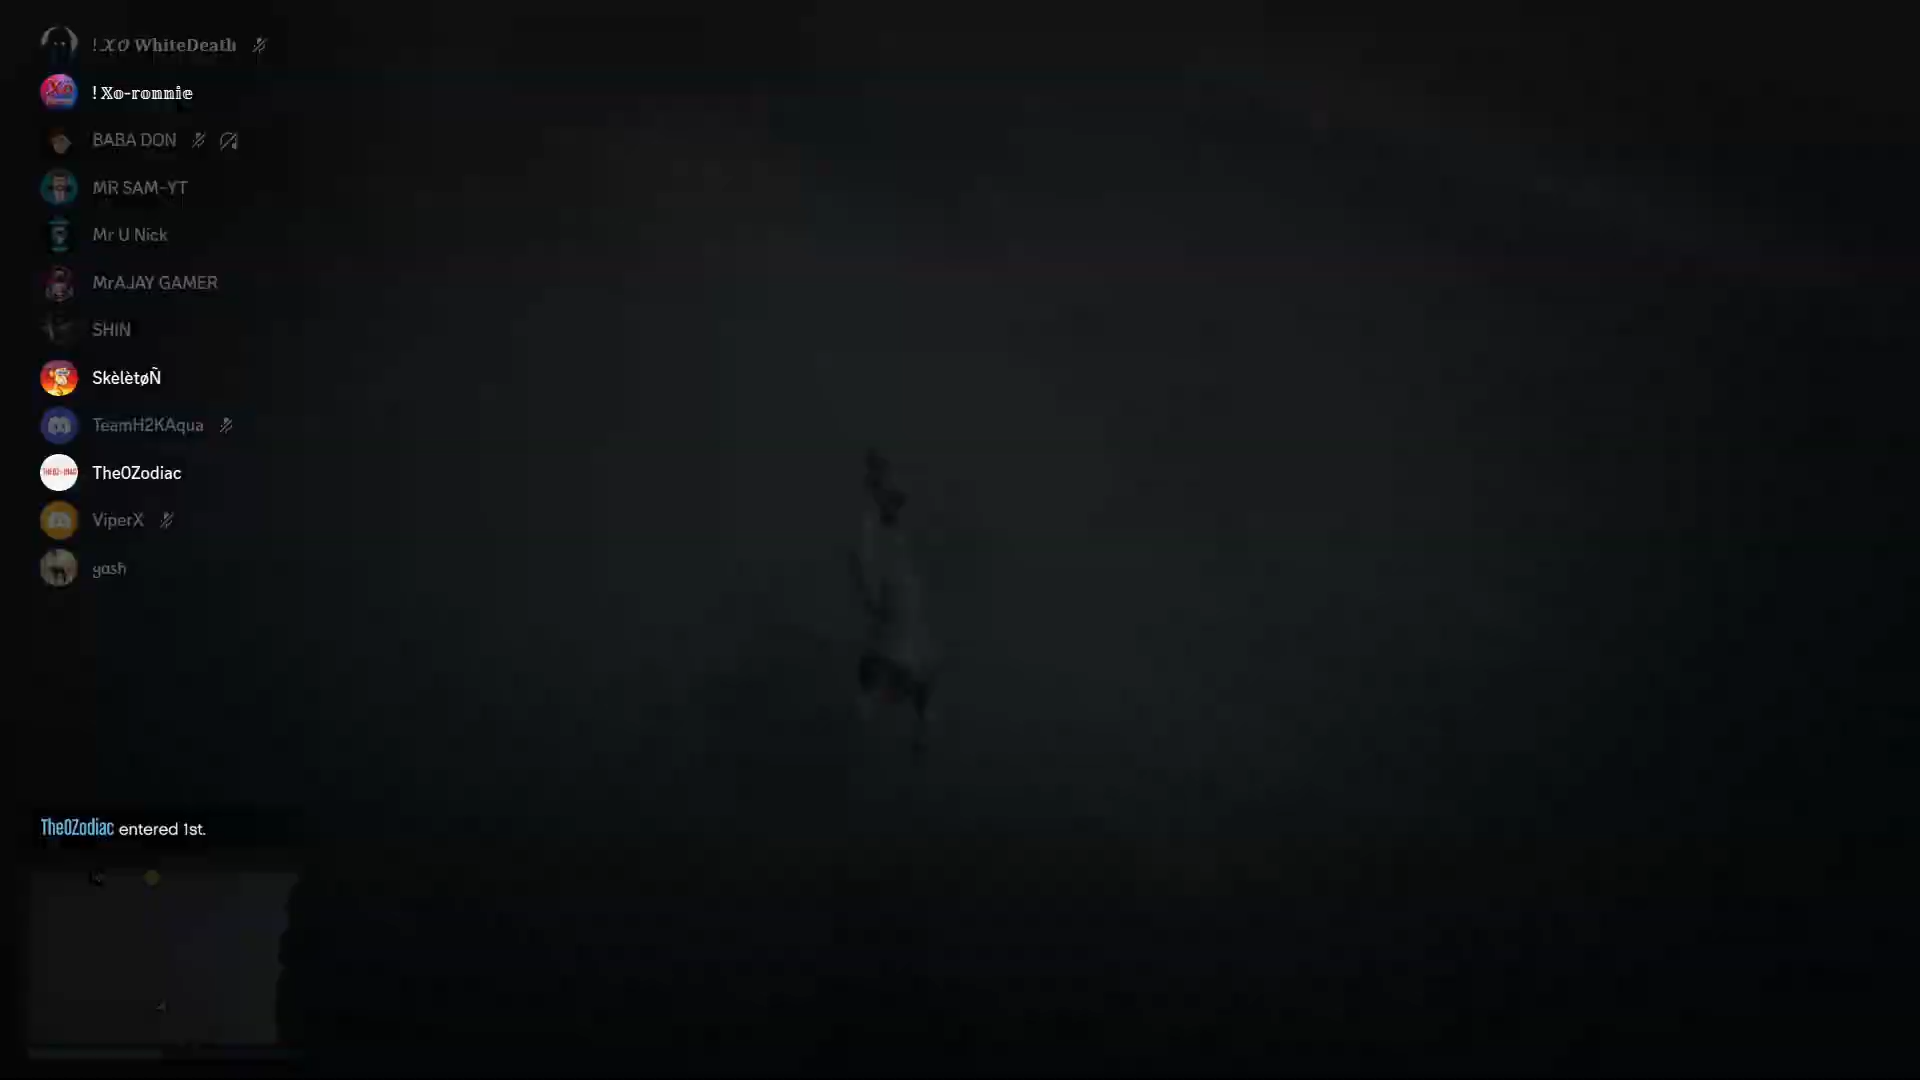 ! 𝓧𝓞 𝐖𝐡𝐢𝐭𝐞𝐃𝐞𝐚𝐭𝐡
! 𝕏𝕠-𝕣𝕠𝕟𝕟𝕚𝕖
BABA DON
MR SAM-YT
Mr U Nick
MrAJAY GAMER
SHIN
SkèlètøÑ
TeamH2KAqua
The0Zodiac
ViperX
yash
The0Zodiac entered 1st.